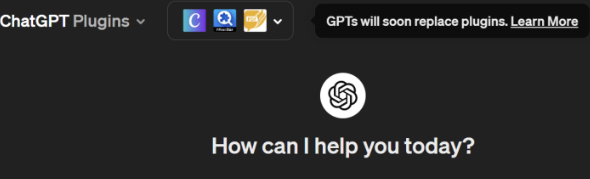 ChatGPT Plugins
GPTs will soon replace plugins. Learn More
How can I help you today?